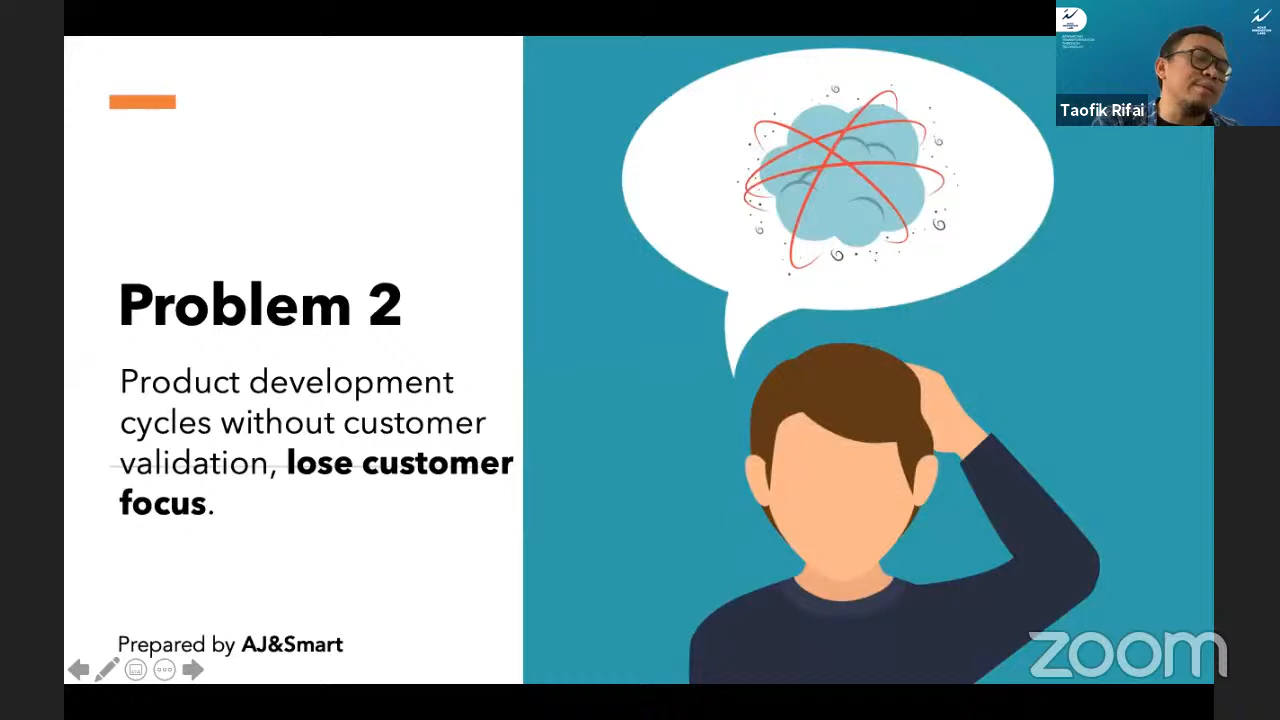 Problem 2
Product development
cycles without customer
validation, lose customer
focus.
Prepared by AJ&Smart
Taofik Rifai
zoom